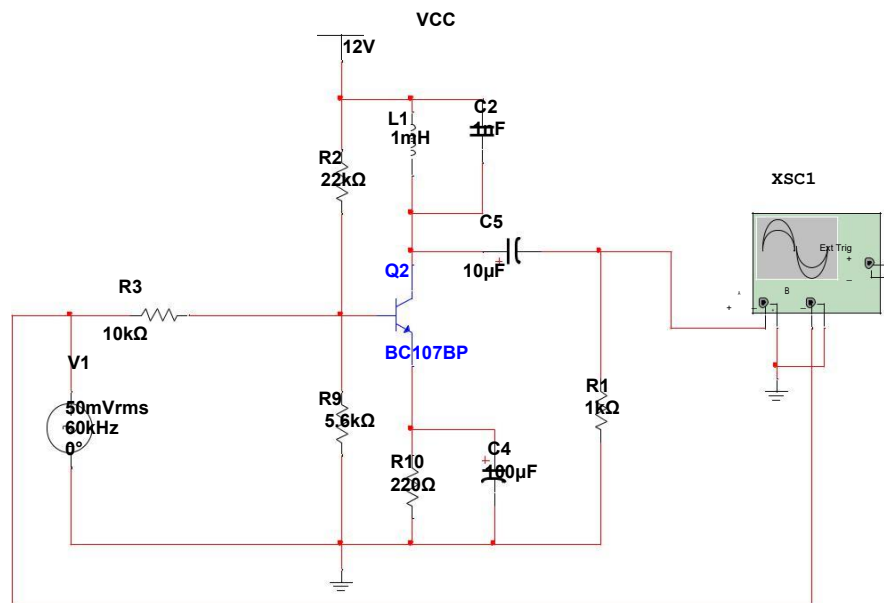 VCC
12V
C2
1nF
L1
1mH
R2
22kΩ
XSC1
C5
10µF
Ext Trig
Q2
R3
10kΩ
B
BC107BP
V1
50mVrms
60kHz
0°
R9
5.6kΩ
R1
1kΩ
C4
100µF
R10
220Ω